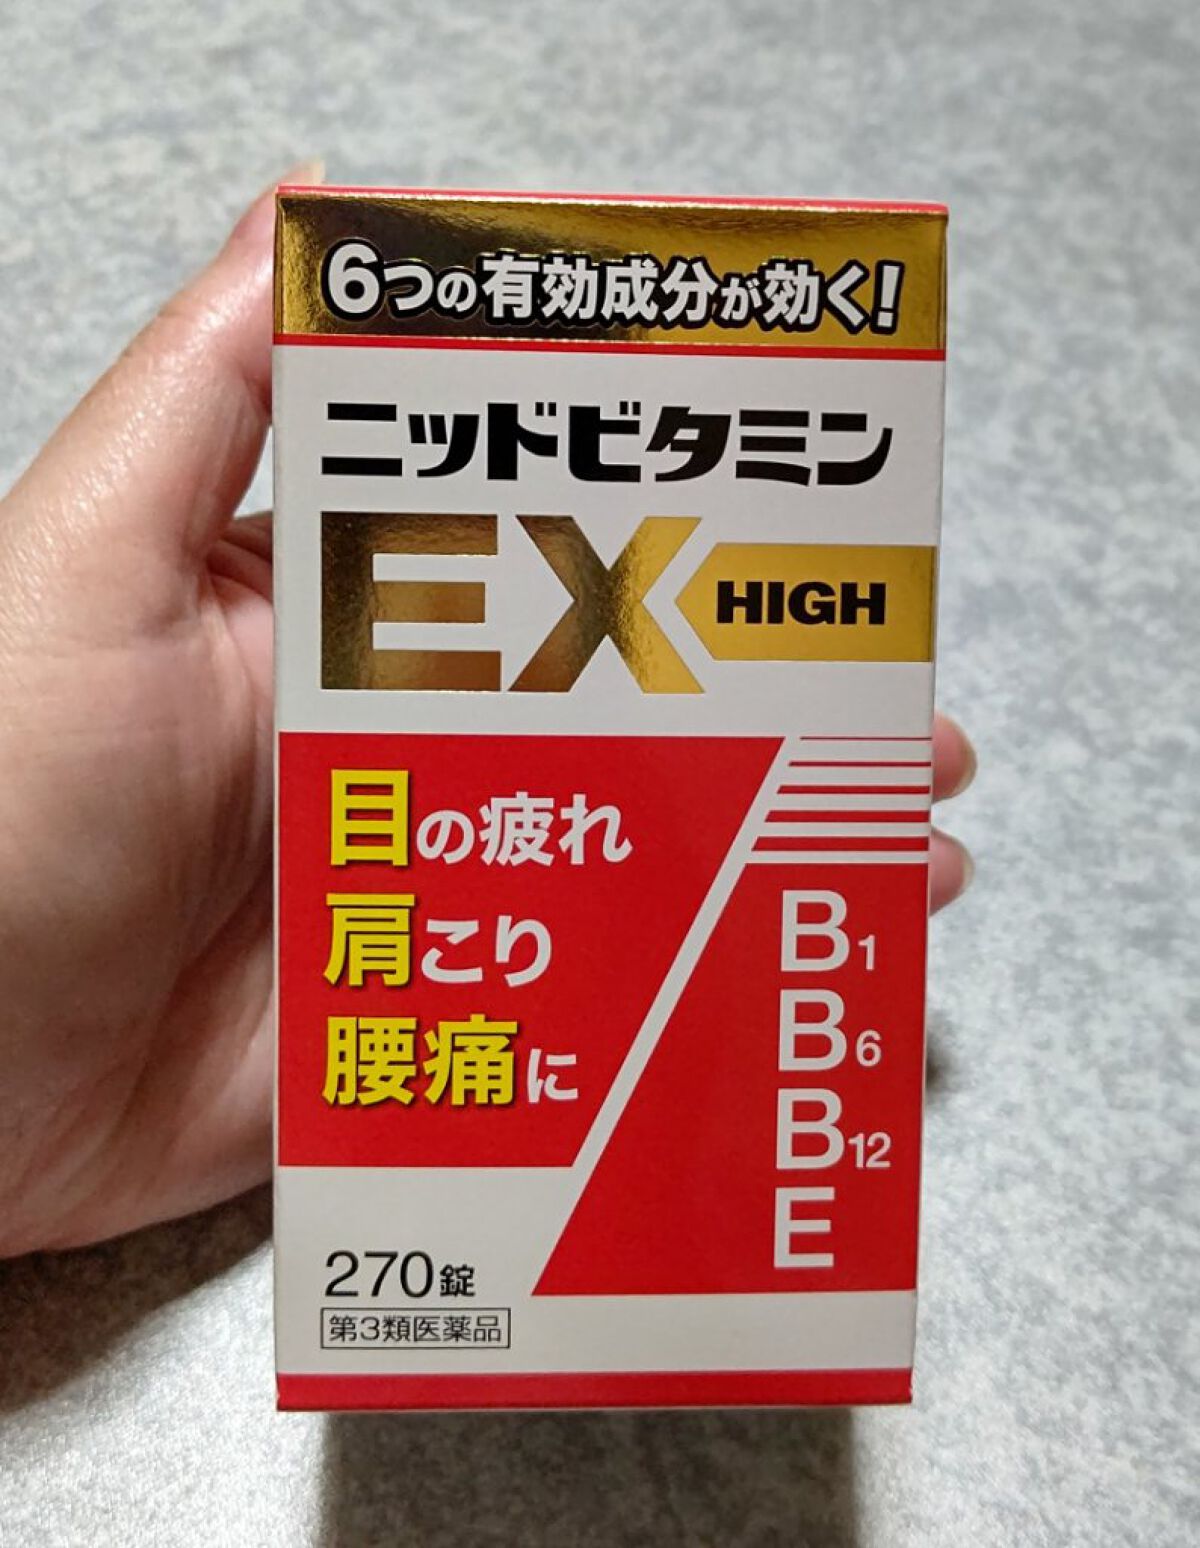 6つの有効成分が効く!
ニッドビタミン
EX HIGH
目の疲れ
肩こり
腰痛に
B1
B6
B12
E
270錠
第3類医薬品